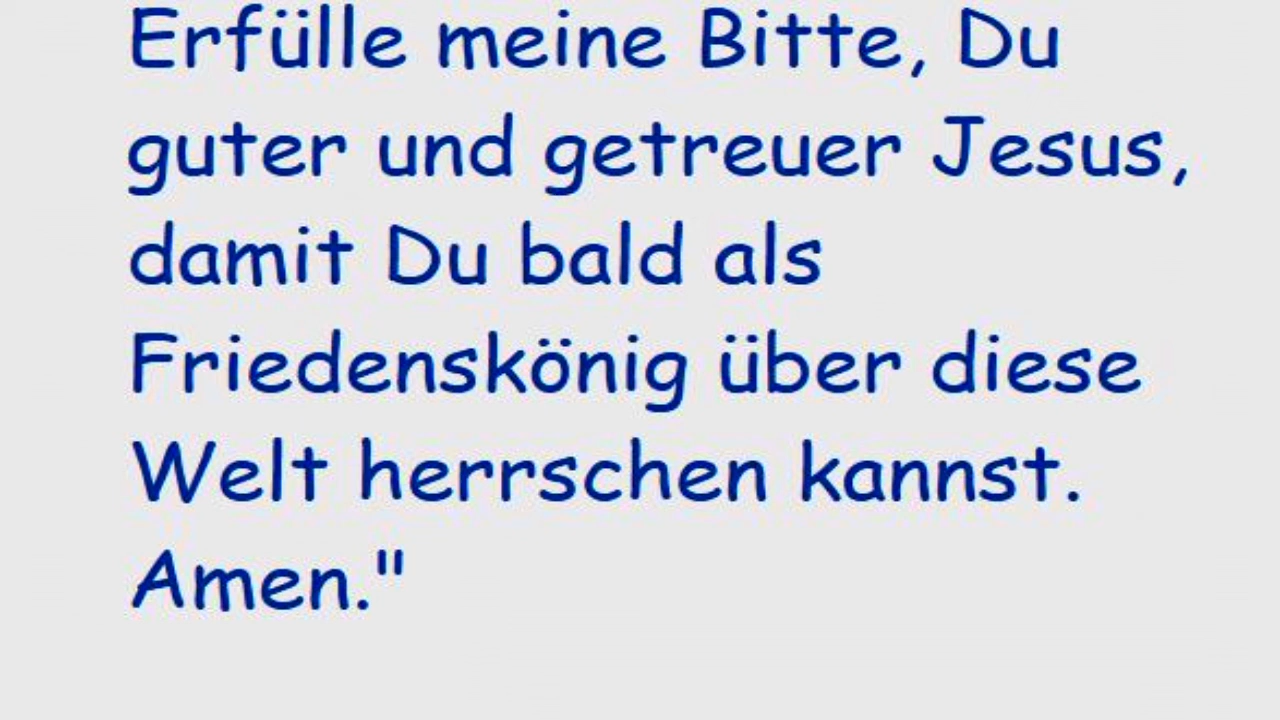 Erfülle meine Bitte, Du
guter und getreuer Jesus,
damit Du bald als
Friedenskönig über diese
Welt herrschen kannst.
Amen."